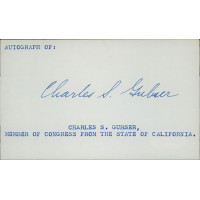 AUTOGRAPH OF:
Charles S. Gubser
CHARLES S. GUBSER,
MEMBER OF CONGRESS FROM THE STATE OF CALIFORNIA.